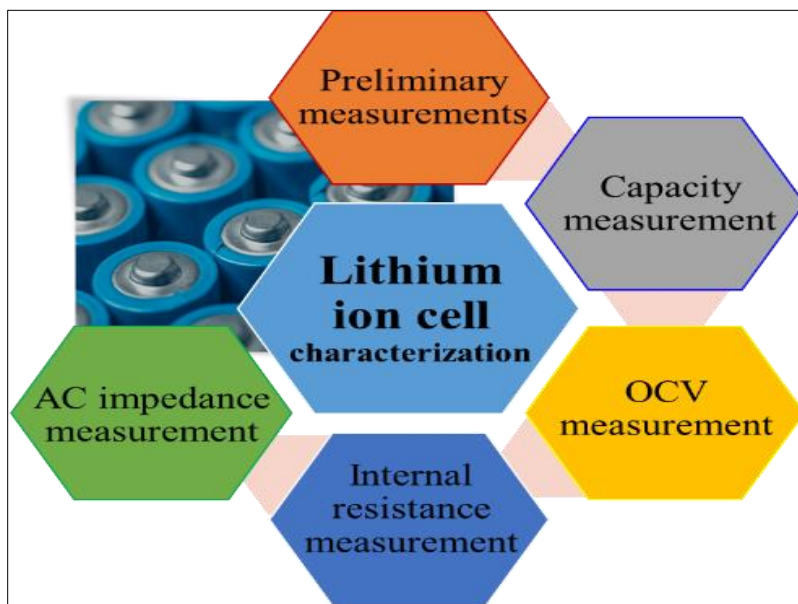 Preliminary
measurements
Capacity
measurement
Lithium
ion cell
characterization
AC impedance
measurement
OCV
measurement
Internal
resistance
measurement